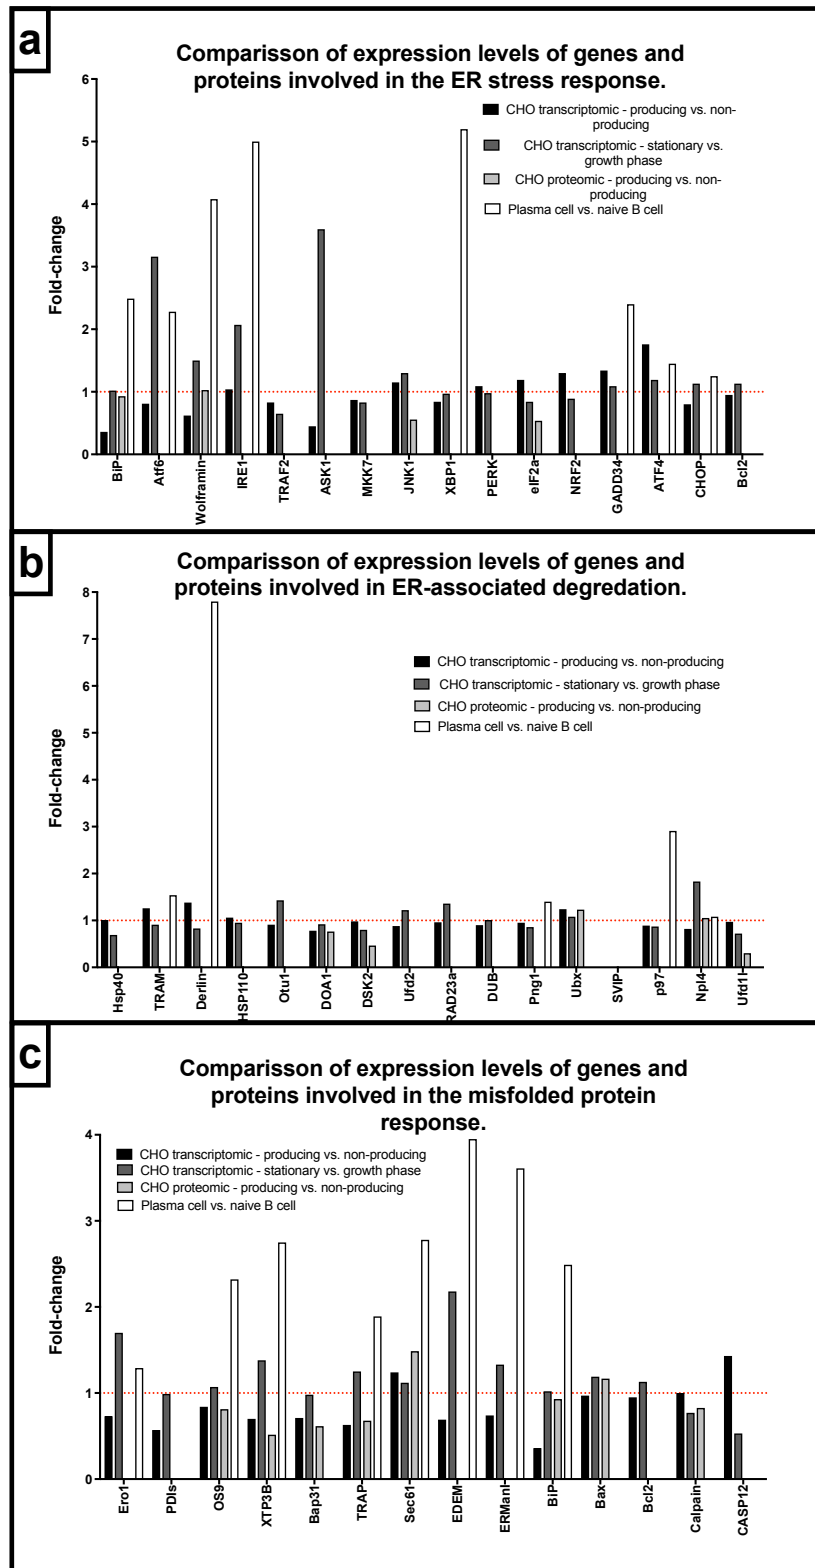 a
Comparisson of expression levels of genes and
proteins involved in the ER stress response.
CHO transcriptomic - producing vs. non-
producing
CHO transcriptomic - stationary vs.
growth phase
CHO proteomic - producing vs. non-
producing
Plasma cell vs. naive B cell
Fold-change
6
5
4
3
2
1
0
BiP
Atf6
Wolframin
IRE1
TRAF2
ASK1
MKK7
JNK1
XBP1
PERK
eIF2a
NRF2
GADD34
ATF4
CHOP
Bcl2
b
Comparisson of expression levels of genes and
proteins involved in ER-associated degredation.
CHO transcriptomic - producing vs. non-producing
CHO transcriptomic - stationary vs. growth phase
CHO proteomic - producing vs. non-producing
Plasma cell vs. naive B cell
Fold-change
8
7
6
5
4
3
2
1
0
Hsp40
TRAM
Derlin
HSP110
Otu1
DOA1
DSK2
Ufd2
RAD23a
DUB
Png1
Ubx
SVIP
p97
Npl4
Ufd1l
c
Comparisson of expression levels of genes and
proteins involved in the misfolded protein
response.
CHO transcriptomic - producing vs. non-producing
CHO transcriptomic - stationary vs. growth phase
CHO proteomic - producing vs. non-producing
Plasma cell vs. naive B cell
Fold-change
4
3
2
1
0
Ero1
PDIs
OS9
XTP3B
Bap31
TRAP
Sec61
EDEM
ERManI
BiP
Bax
Bcl2
Calpain
CASP12